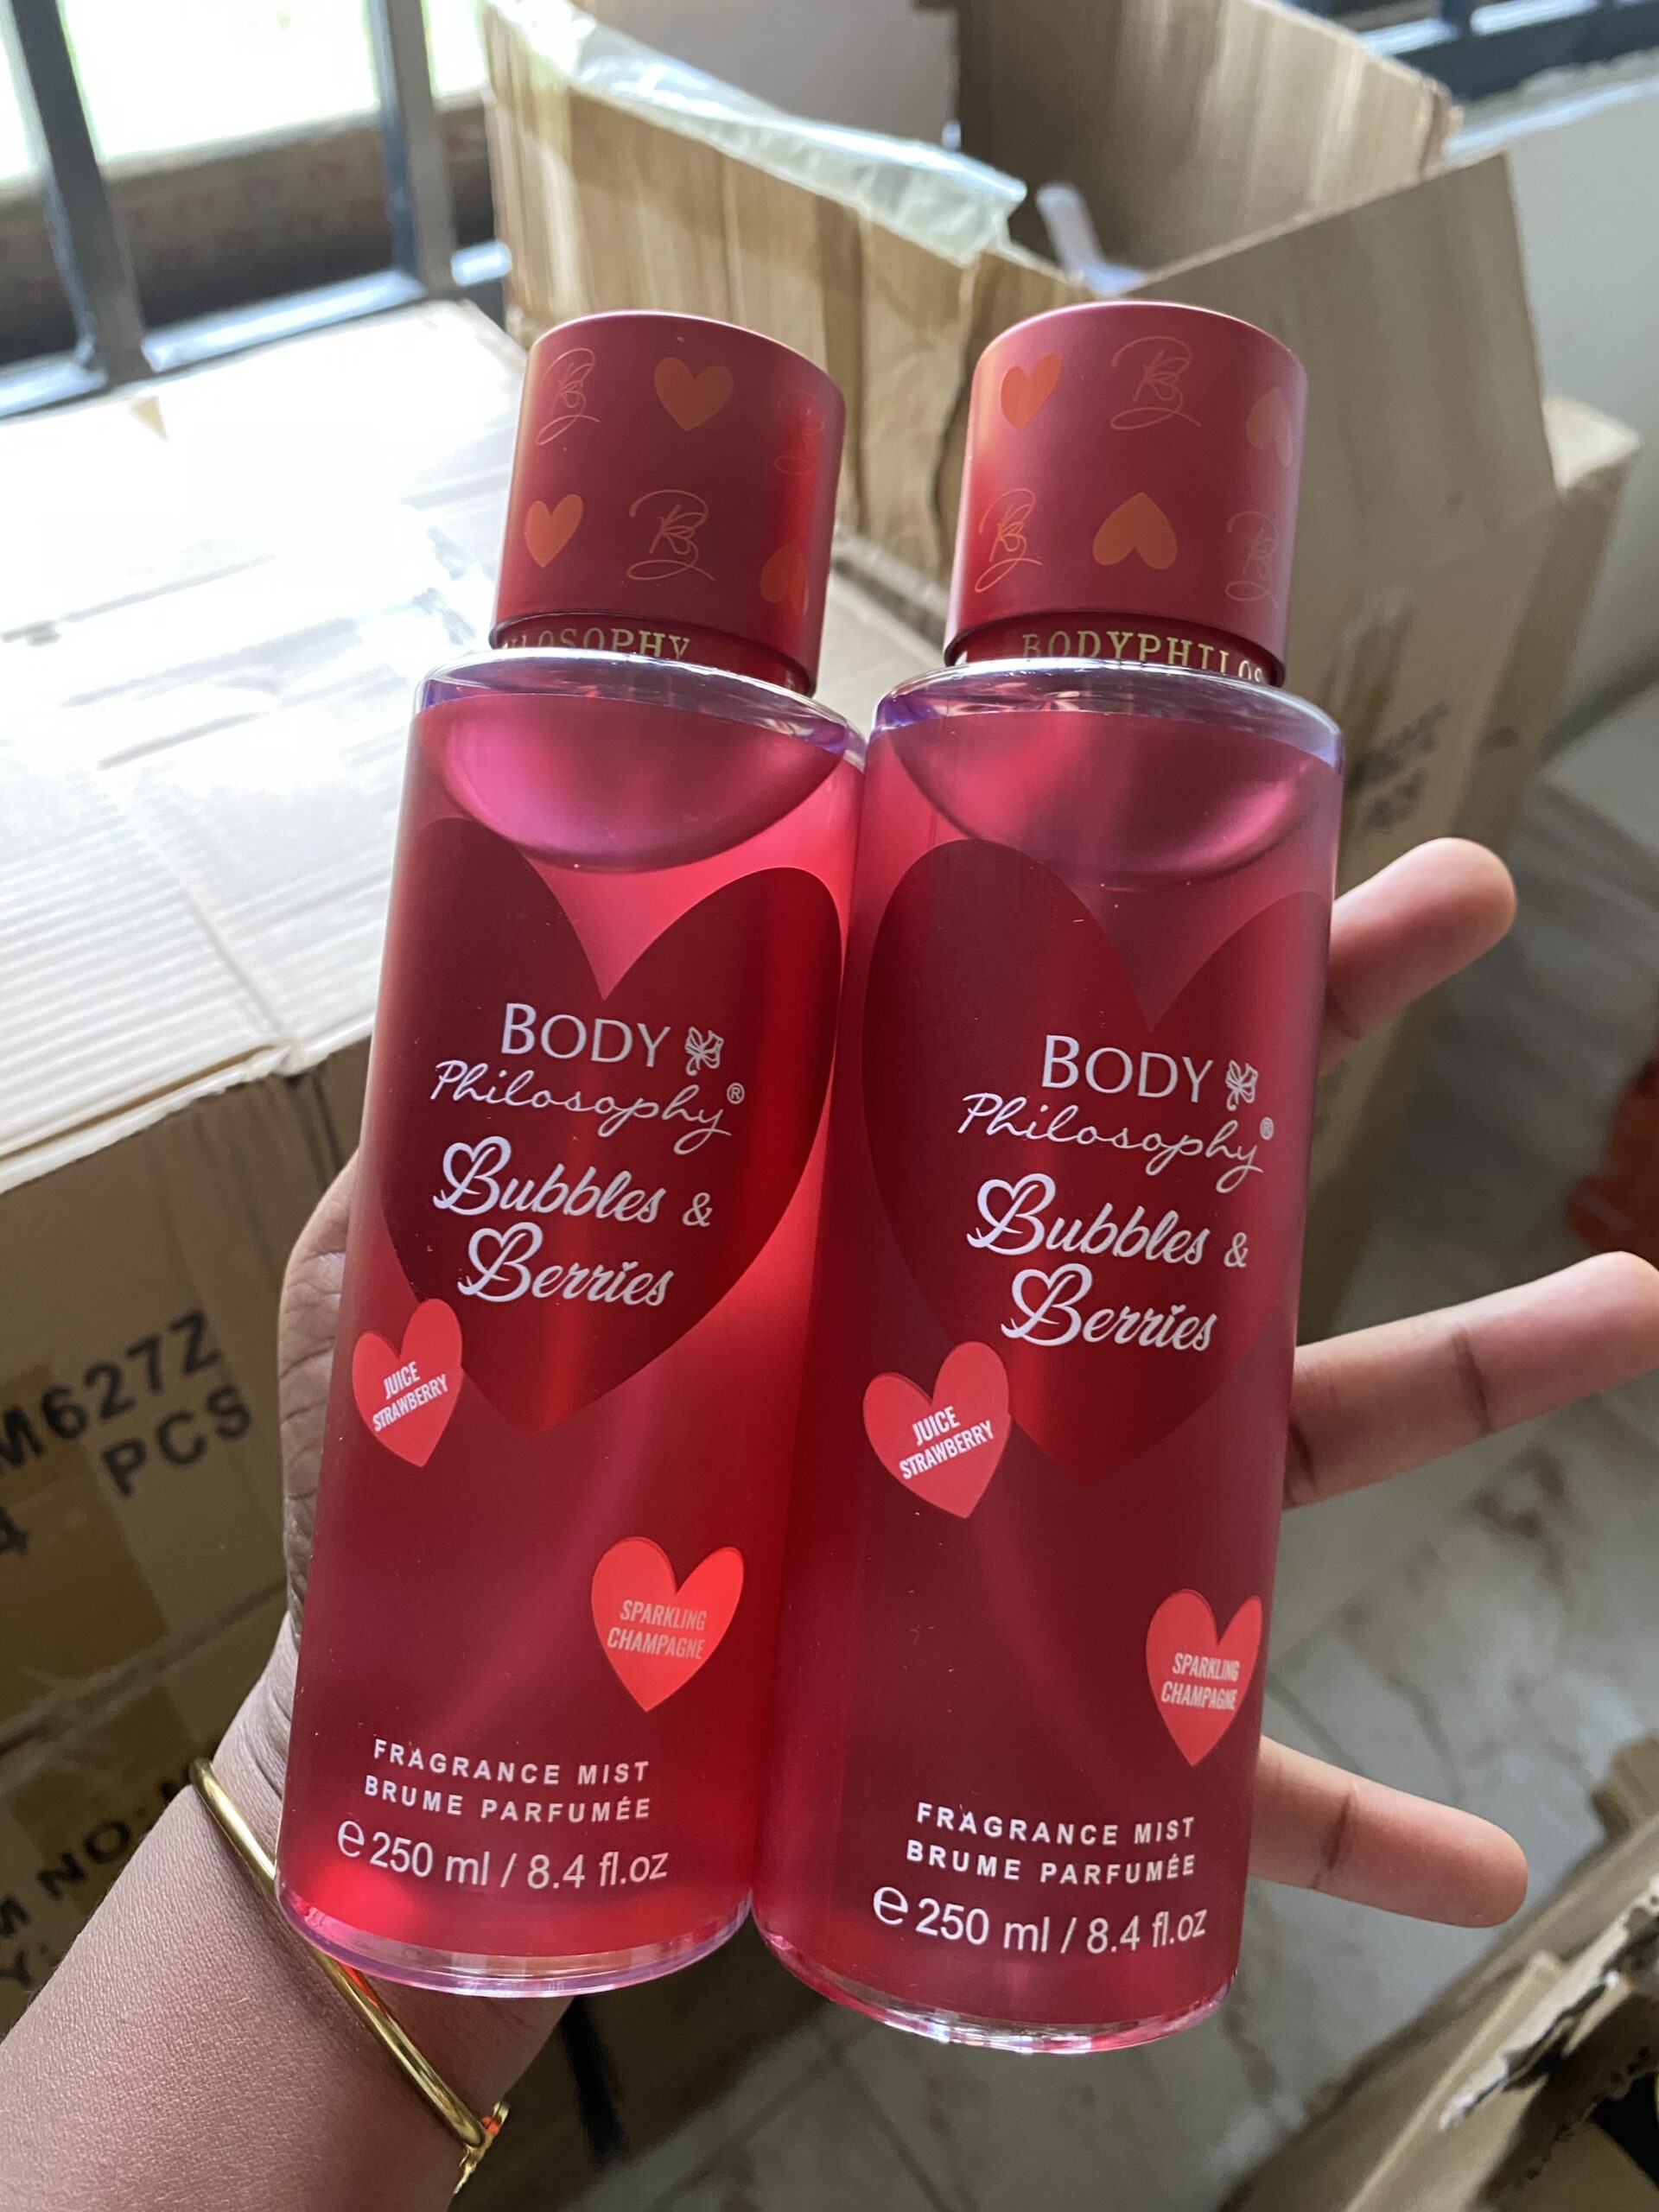 LOSOPHY
BODY
Philosophy®
Bubbles &
Berries
JUICE
STRAWBERRY
SPARKLING
CHAMPAGNE
FRAGRANCE MIST
BRUME PARFUMÉE
℮ 250 ml / 8.4 fl.oz
BODYPHILOS
BODY
Philosophy®
Bubbles &
Berries
JUICE
STRAWBERRY
SPARKLING
CHAMPAGNE
FRAGRANCE MIST
BRUME PARFUMÉE
℮ 250 ml / 8.4 fl.oz
M627Z
PCS